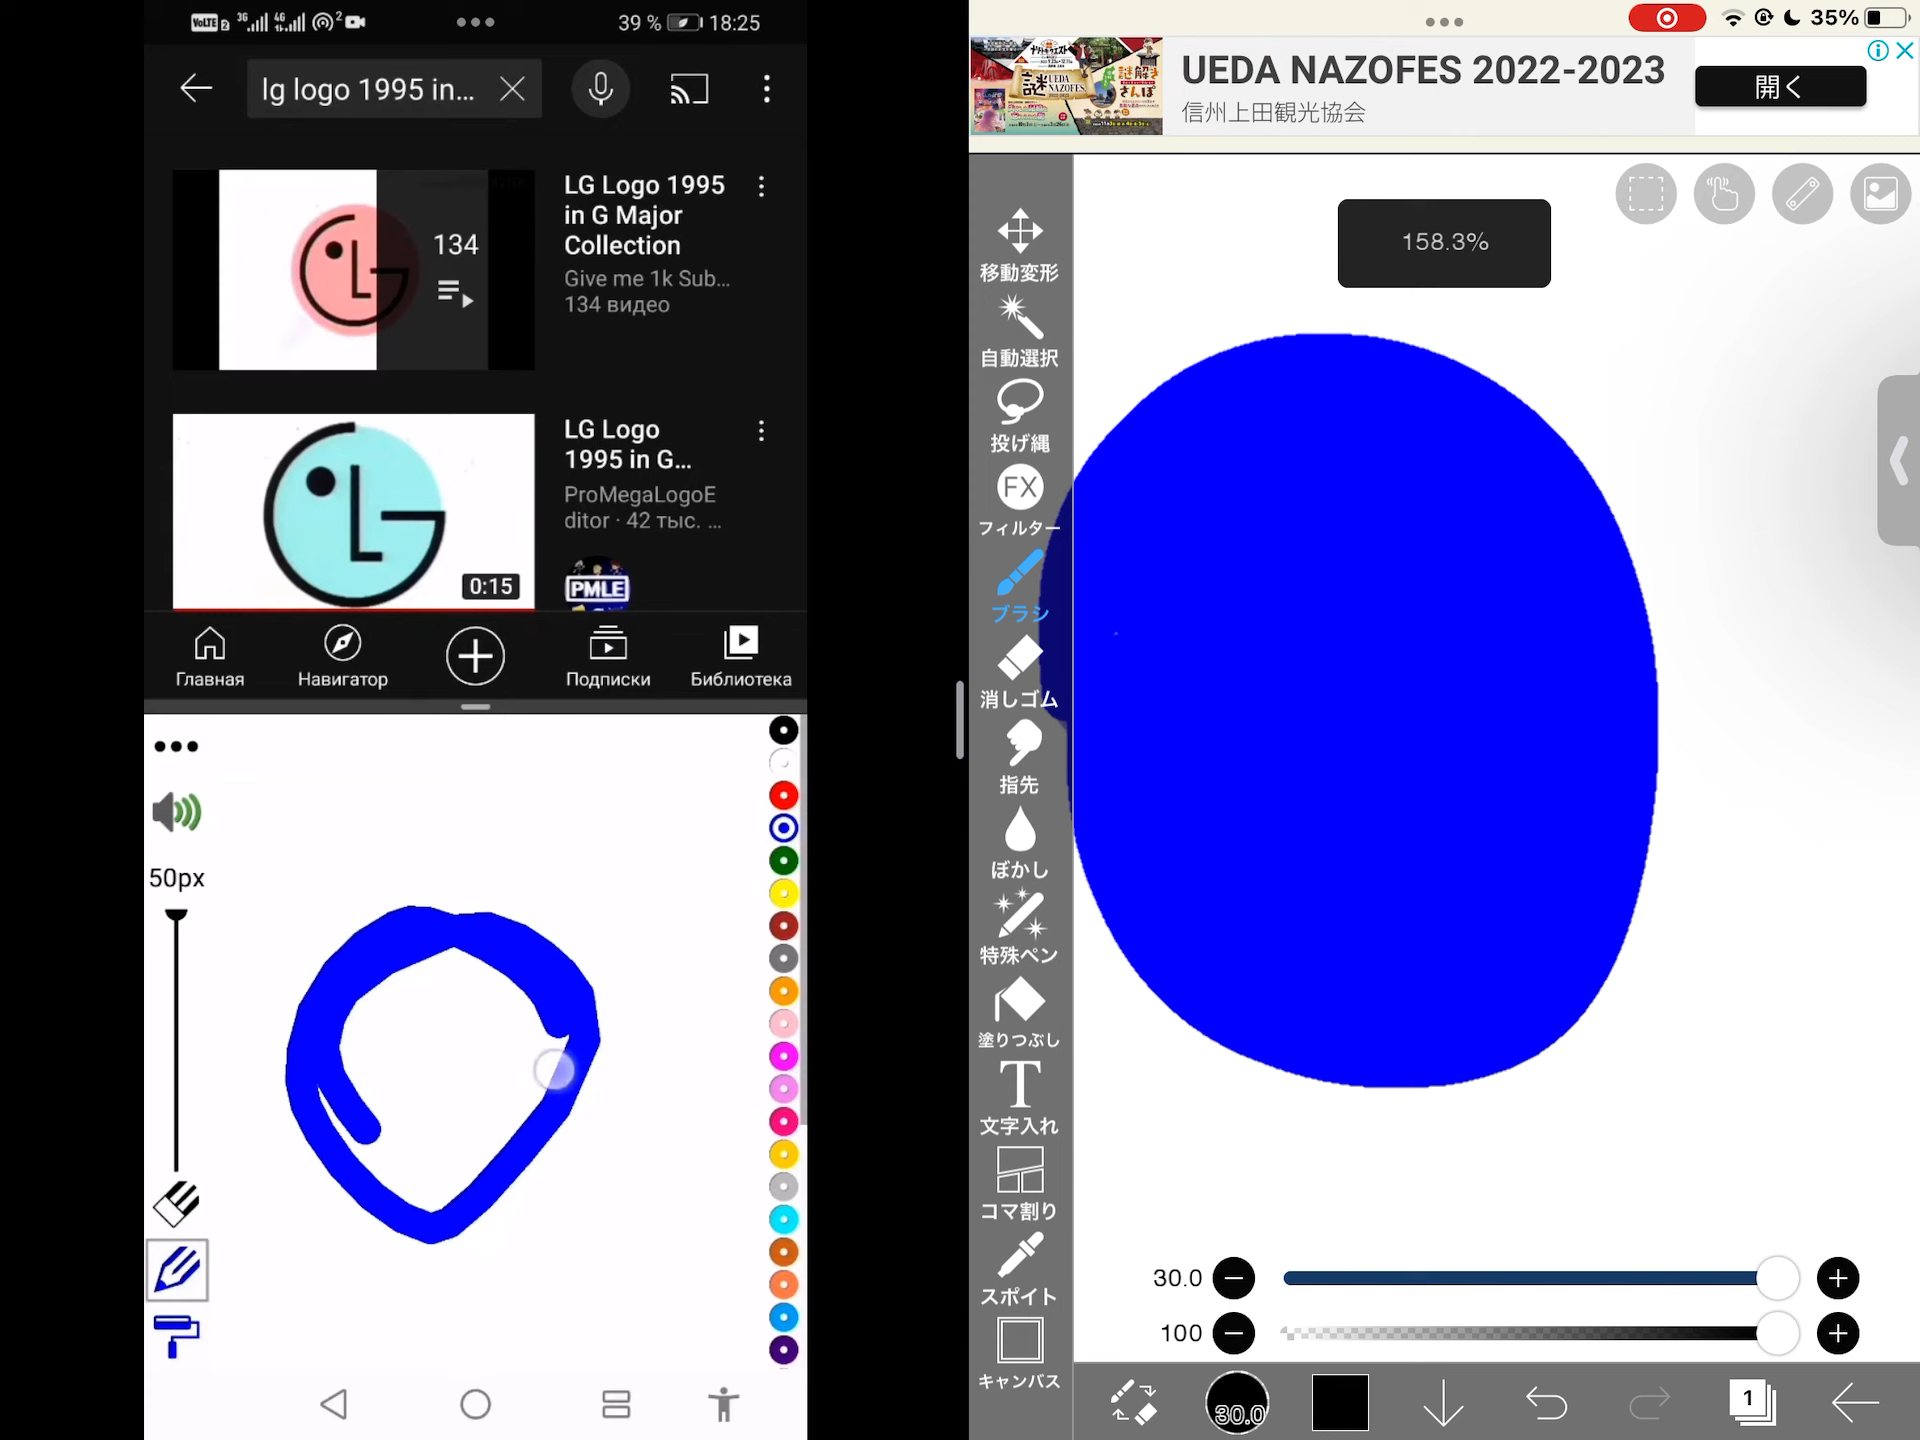 VoLTE 2 3G 4G 2 39 % 18:25
lg logo 1995 in...
134
LG Logo 1995
in G Major
Collection
Give me 1k Sub...
134 видео
LG Logo
1995 in G...
ProMegaLogoE
ditor · 42 тыс. ...
0:15
PMLE
Главная
Навигатор
Подписки
Библиотека
50px
35%
UEDA NAZOFES 2022-2023
信州上田観光協会
開く
158.3%
移動変形
自動選択
投げ縄
FX
フィルター
ブラシ
消しゴム
指先
ぼかし
特殊ペン
塗りつぶし
T
文字入れ
コマ割り
スポイト
キャンバス
30.0
100
30.0
1